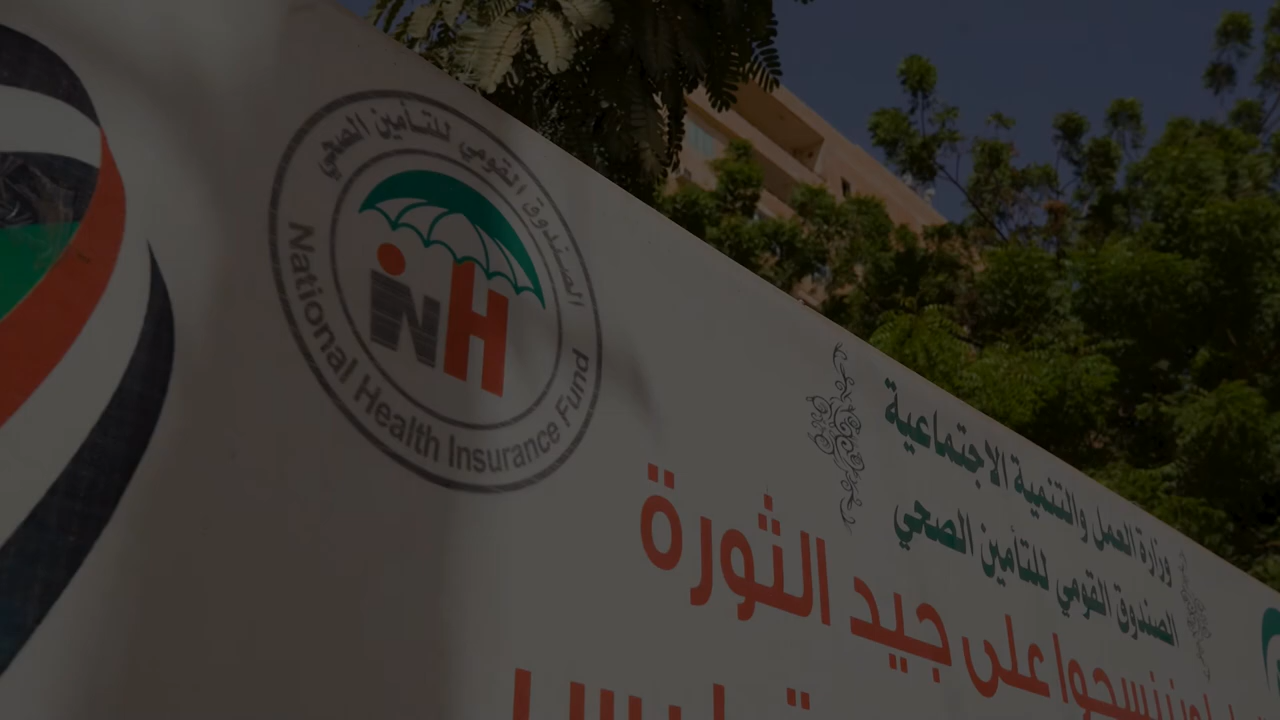 الصندوق القومي للتأمين الصحي
iNH
National Health Insurance Fund
وزارة العمل والتنمية الاجتماعية
الصندوق القومي للتأمين الصحي
على جيد الثورة